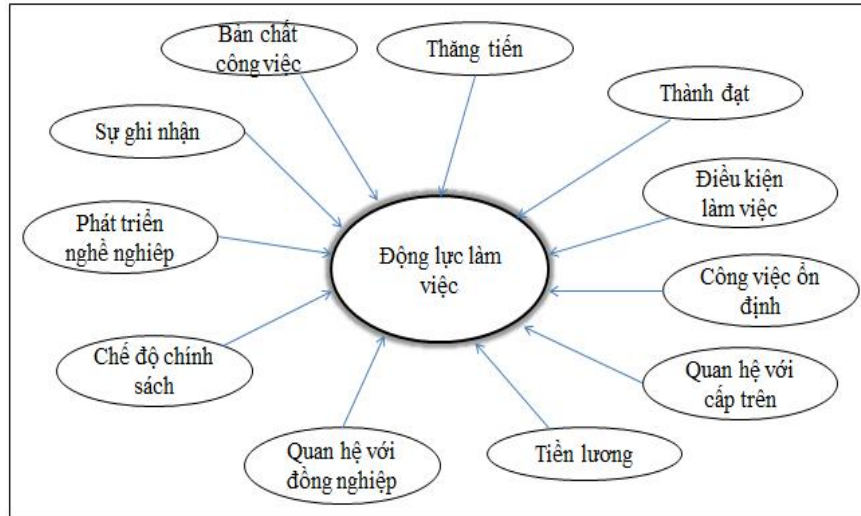 Bản chất
công việc
Thăng tiến
Thành đạt
Sự ghi nhận
Điều kiện
làm việc
Phát triển
nghề nghiêp
Động lực làm
việc
Công việc ổn
định
Chế độ chính
sách
Quan hệ với
cấp trên
Quan hệ với
đồng nghiệp
Tiền lương